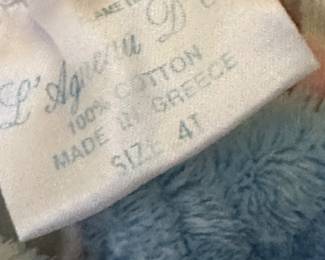 L'Agneau D
100% COTTON
MADE IN GREECE
SIZE 4T